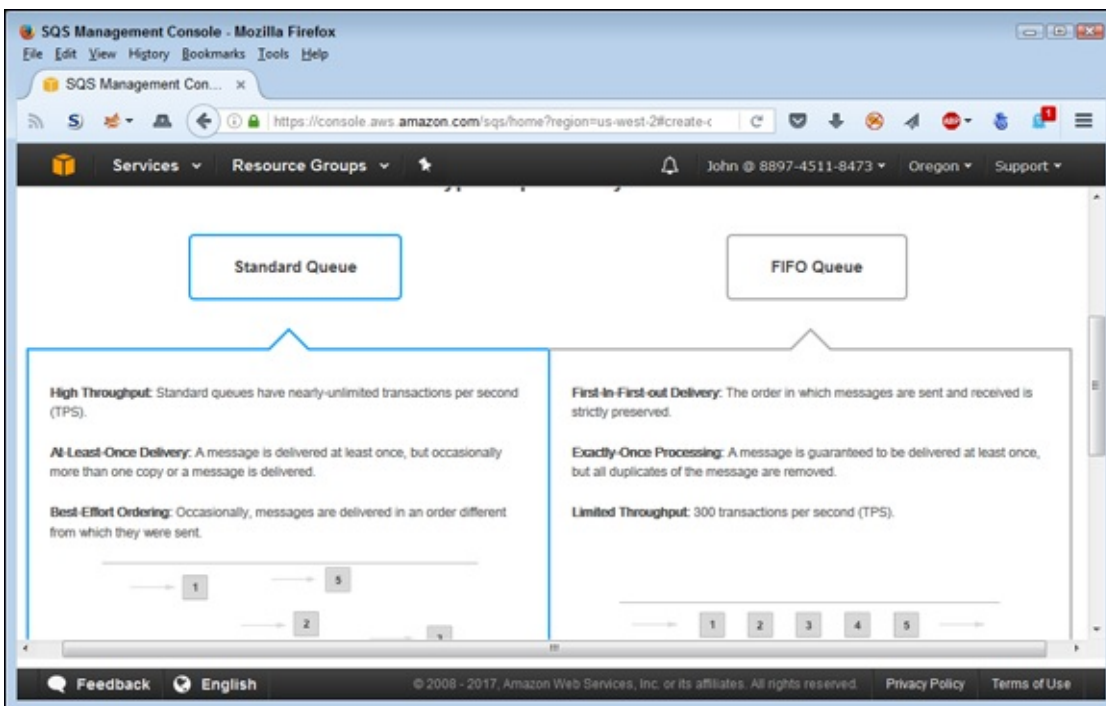 SQS Management Console - Mozilla Firefox
File Edit View History Bookmarks Tools Help
SQS Management Con... ×
S) https://console.aws.amazon.com/sqs/home?region=us-west-2#create-c ABP 1
Services Resource Groups John @ 8897-4511-8473 Oregon Support
Standard Queue FIFO Queue
High Throughput: Standard queues have nearly-unlimited transactions per second
(TPS).
At-Least-Once Delivery: A message is delivered at least once, but occasionally
more than one copy or a message is delivered.
Best-Effort Ordering: Occasionally, messages are delivered in an order different
from which they were sent.
1 5
2
First-In-First-out Delivery: The order in which messages are sent and received is
strictly preserved.
Exactly-Once Processing: A message is guaranteed to be delivered at least once,
but all duplicates of the message are removed.
Limited Throughput: 300 transactions per second (TPS).
1 2 3 4 5
Feedback English © 2008 - 2017, Amazon Web Services, Inc. or its affiliates. All rights reserved. Privacy Policy Terms of Use